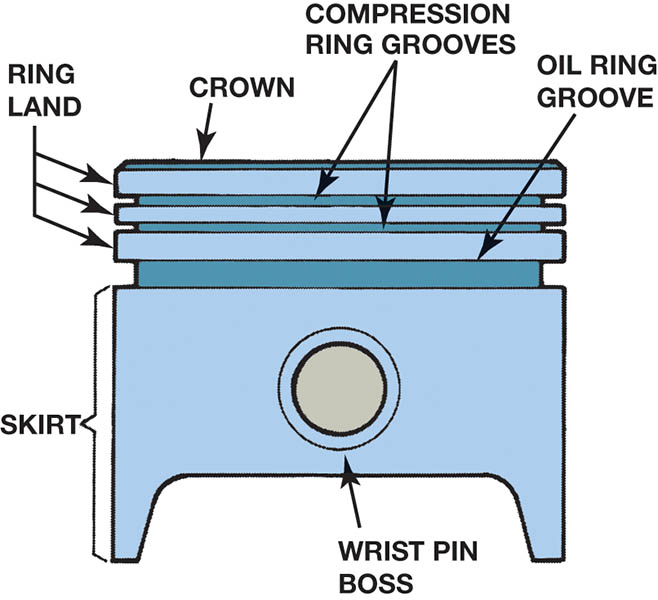 COMPRESSION
RING GROOVES
RING
LAND
CROWN
OIL RING
GROOVE
SKIRT
WRIST PIN
BOSS